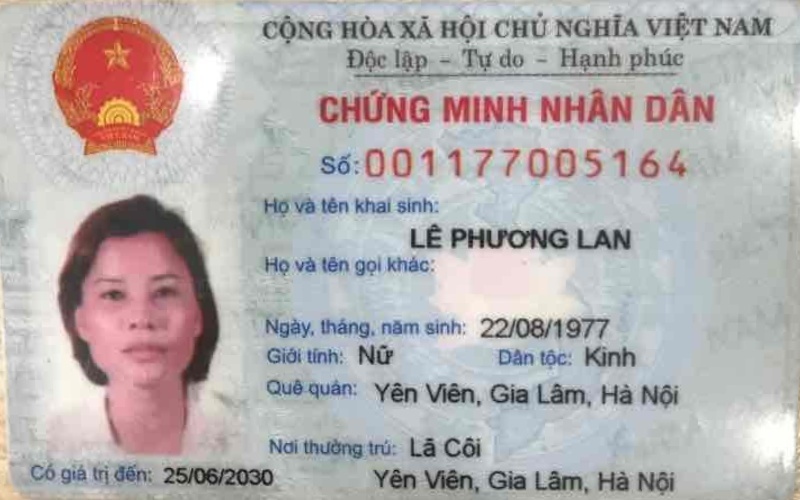 CỘNG HÒA XÃ HỘI CHỦ NGHĨA VIỆT NAM
Độc lập - Tự do - Hạnh phúc
CHỨNG MINH NHÂN DÂN
Số: 001177005164
Họ và tên khai sinh:
LÊ PHƯƠNG LAN
Họ và tên gọi khác:
Ngày, tháng, năm sinh: 22/08/1977
Giới tính: Nữ Dân tộc: Kinh
Quê quán: Yên Viên, Gia Lâm, Hà Nội
Nơi thường trú: Lã Côi
Yên Viên, Gia Lâm, Hà Nội
Có giá trị đến: 25/06/2030